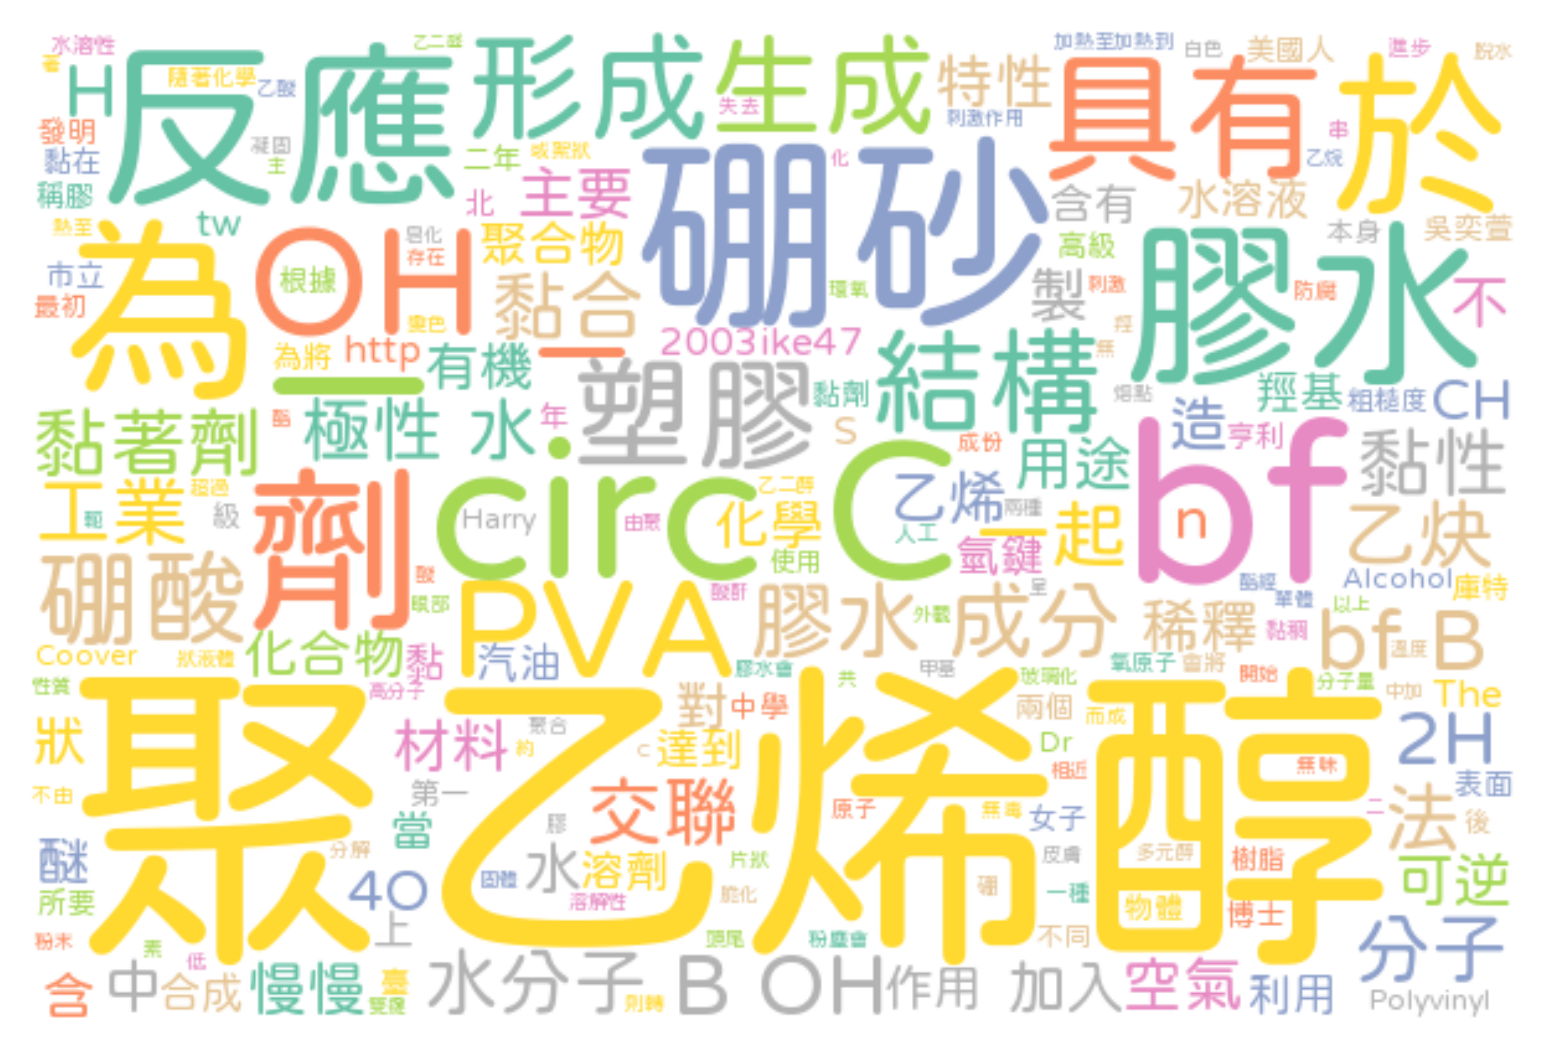 水溶性
乙二醛
加熱至加熱到
白色
美國人
進步
脫水
著
H
隨著化學
乙酸
反應
形成
生成
失去
特性
刺激作用
具有
於
串
乙烷
發明
黏在
稱膠
凝固
主
二年
或絮狀
北
主要
硼砂
化
含有
水溶液
熱至
tw
為
OH
根據
皂化
存在
聚合物
高級
本身
吳奕萱
市立
最初
黏合
環氧
製
刺激
防腐
膠水
不
為將
http
有機
2003ike47
結構
無
塑膠
黏劑
熔點
羥基
粗糙度
CH
黏著劑
酯
極性
水
年
S
成份
用途
造
亨利
黏性
工業
超過
級
劑
circ
C
Harry
由聚
乙二醇
化學
使用
乙烯
兩種
人工
氫鍵
一起
bf
n
乙炔
硼酸
酸
眼部
PVA
酸酐
膠水
外觀
成分
呈
稀釋
酯經
單體
Alcohol
庫特
以上
黏稠
bf
溫度
B
Coover
狀液體
化合物
黏
汽油
膠水會
甲基
氧原子
會將
開始
分子量
中加
The
性質
高分子
聚乙烯醇
狀
材料
聚合
約
對
中學
共
玻璃化
兩個
而成
2H
不由
第一
c
達到
Dr
相近
無味
表面
交聯
原子
無毒
女子
二
法
後
醚
當
膠
分解
水
溶劑
片狀
皮膚
多元醇
樹脂
可逆
所要
4O
固體
溶解性
脆化
硼
一種
物體
博士
粉末
上
素
低
頭尾
粉塵會
不同
分子
含
中
合成
慢慢
臺
雙鍵
水分子
則轉
B
OH
作用
加入
空氣
利用
Polyvinyl